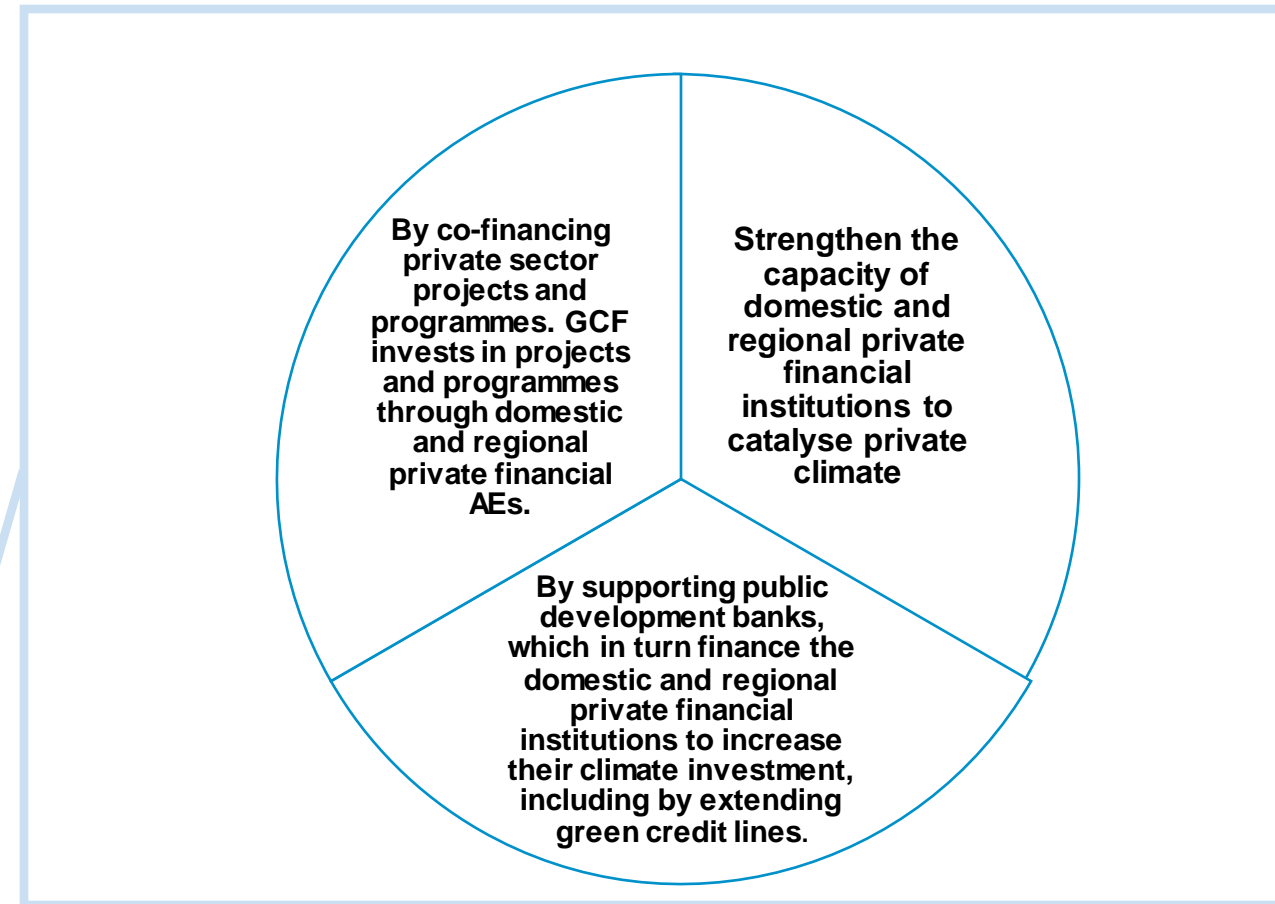 By co-financing
private sector
projects and
programmes. GCF
invests in projects
and programmes
through domestic
and regional
private financial
AEs.
Strengthen the
capacity of
domestic and
regional private
financial
institutions to
catalyse private
climate
By supporting public
development banks,
which in turn finance the
domestic and regional
private financial
institutions to increase
their climate investment,
including by extending
green credit lines.